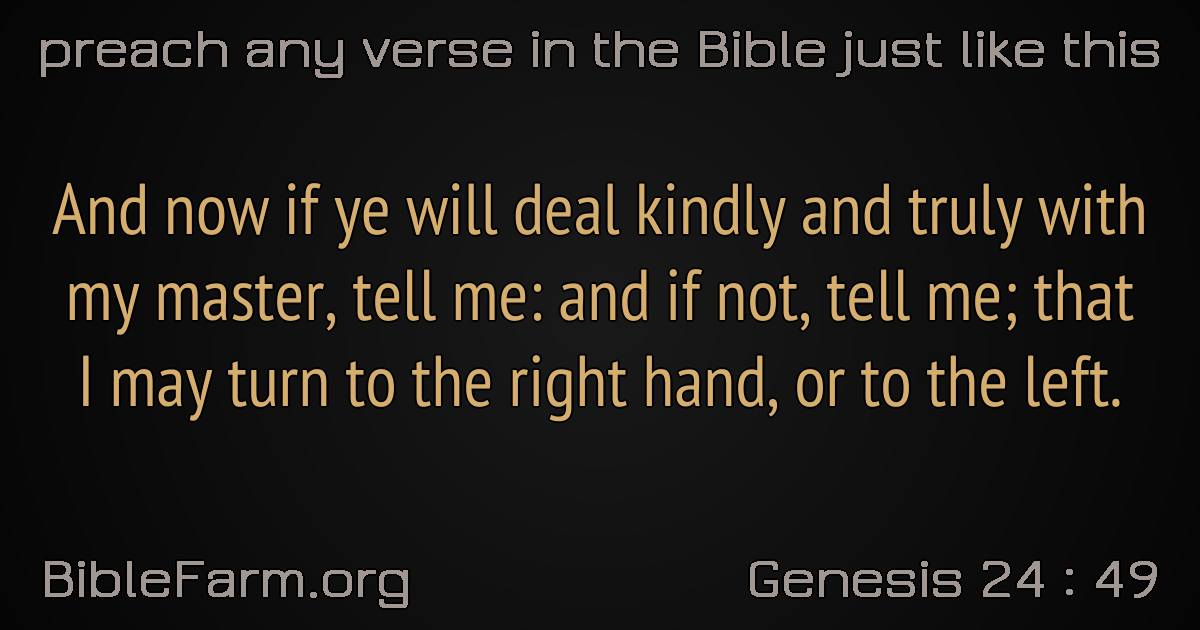 preach any verse in the Bible just like this
And now if ye will deal kindly and truly with
my master, tell me: and if not, tell me; that
I may turn to the right hand, or to the left.
BibleFarm.org
Genesis 24 : 49